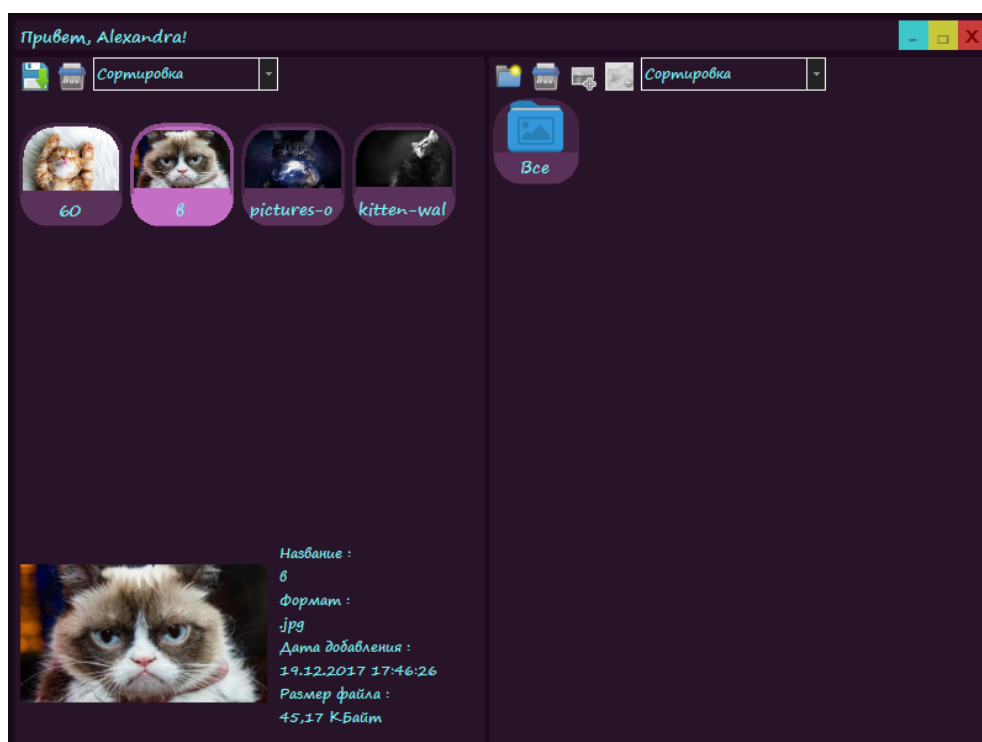 Привет, Alexandra!
Сортировка
Сортировка
60
в
pictures-o
kitten-wal
Все
Название :
в
Формат :
.jpg
Дата добавления :
19.12.2017 17:46:26
Размер файла :
45,17 КБайт